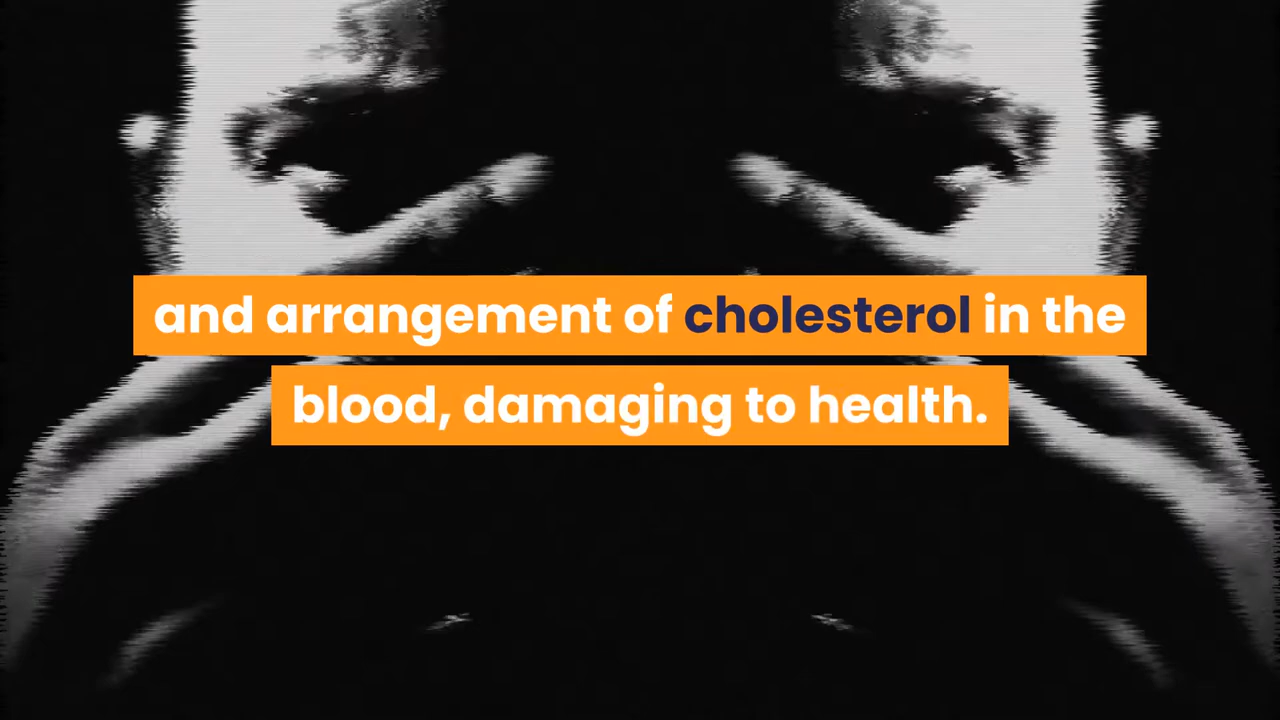 and arrangement of cholesterol in the
blood, damaging to health.